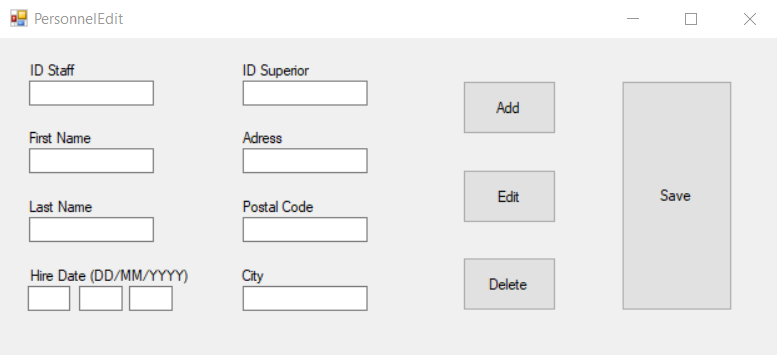 PersonnelEdit
ID Staff
ID Superior
First Name
Adress
Last Name
Postal Code
Hire Date (DD/MM/YYYY)
City
Add
Edit
Delete
Save